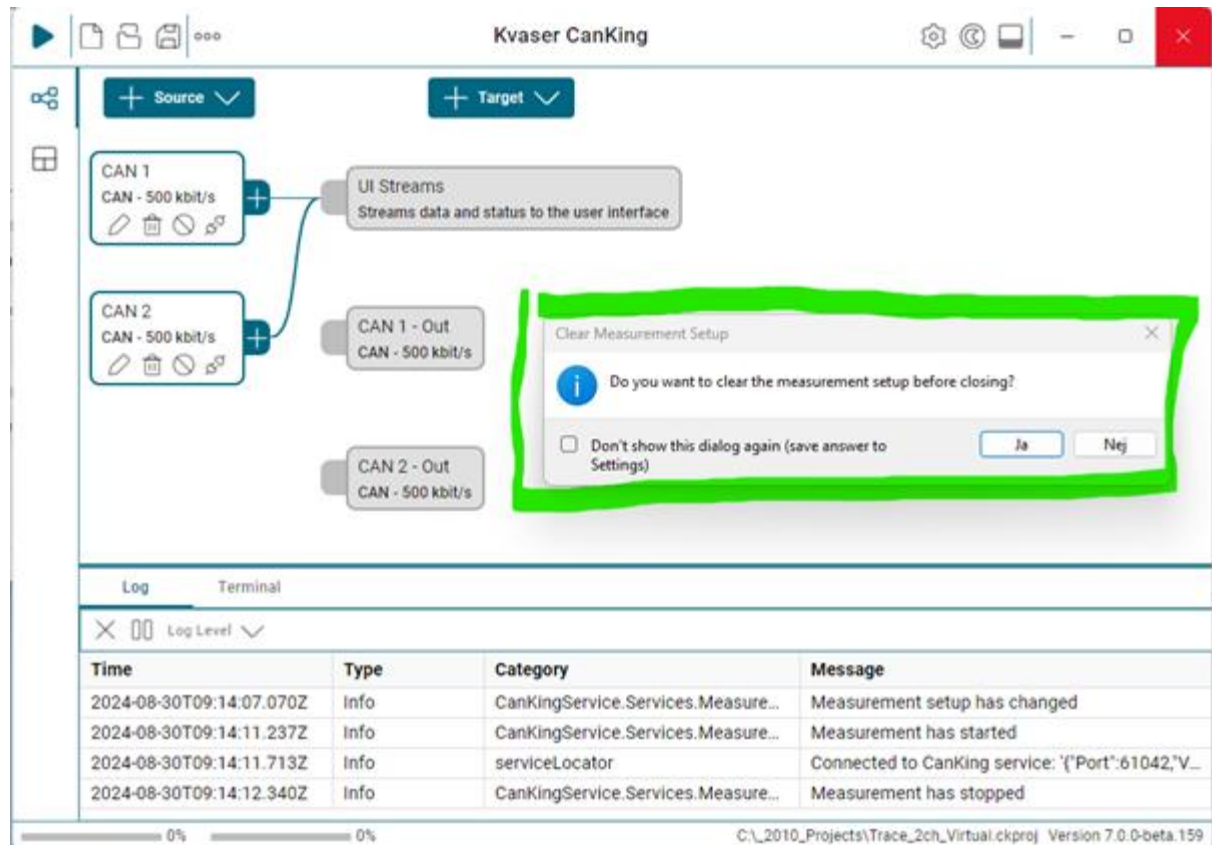 Kvaser CanKing
Source
Target
CAN 1
CAN - 500 kbit/s
UI Streams
Streams data and status to the user interface
CAN 2
CAN - 500 kbit/s
CAN 1 - Out
CAN - 500 kbit/s
CAN 2 - Out
CAN - 500 kbit/s
Clear Measurement Setup
Do you want to clear the measurement setup before closing?
Don't show this dialog again (save answer to
Settings)
Ja Nej
Log Terminal
Log Level
Time Type Category Message
2024-08-30T09:14:07.070Z Info CanKingService.Services.Measure... Measurement setup has changed
2024-08-30T09:14:11.237Z Info CanKingService.Services.Measure... Measurement has started
2024-08-30T09:14:11.713Z Info serviceLocator Connected to CanKing service: '{"Port":61042,"V...
2024-08-30T09:14:12.340Z Info CanKingService.Services.Measure... Measurement has stopped
0% 0% C:\_2010_Projects\Trace_2ch_Virtual.ckproj Version 7.0.0-beta.159